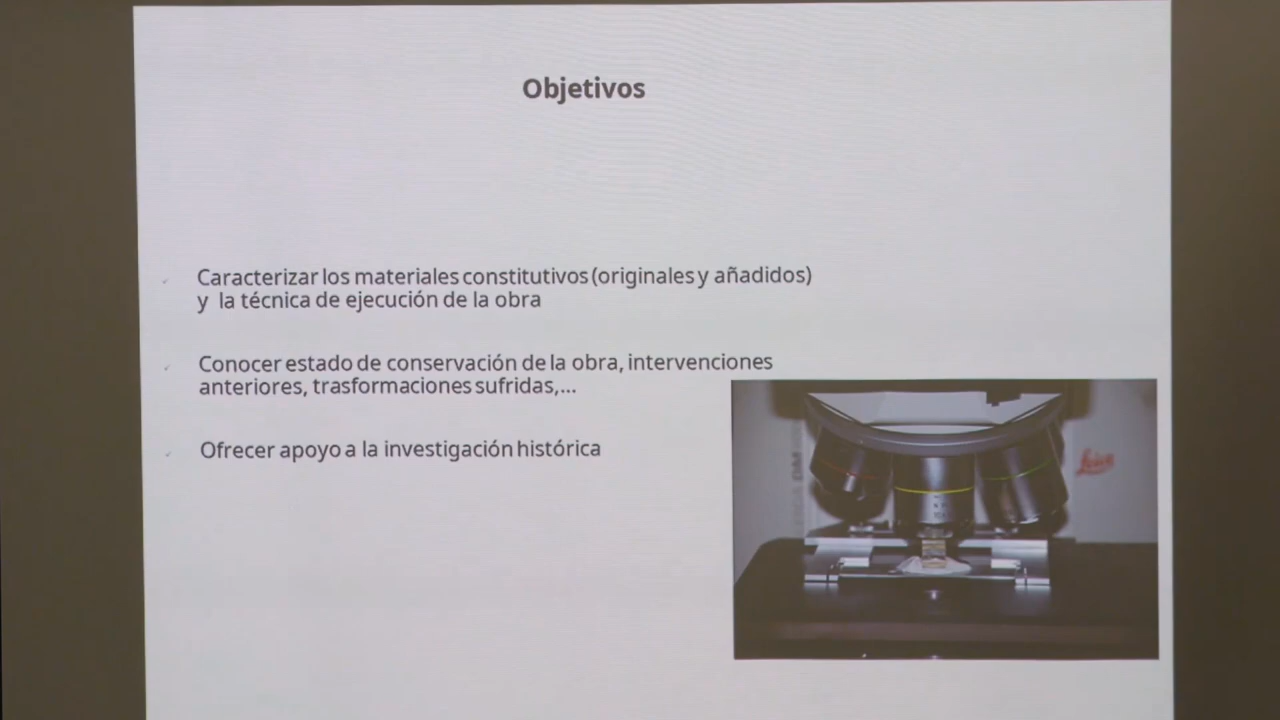 Objetivos
Caracterizar los materiales constitutivos (originales y añadidos)
y la técnica de ejecución de la obra
Conocer estado de conservación de la obra, intervenciones
anteriores, trasformaciones sufridas,...
Ofrecer apoyo a la investigación histórica
Leica